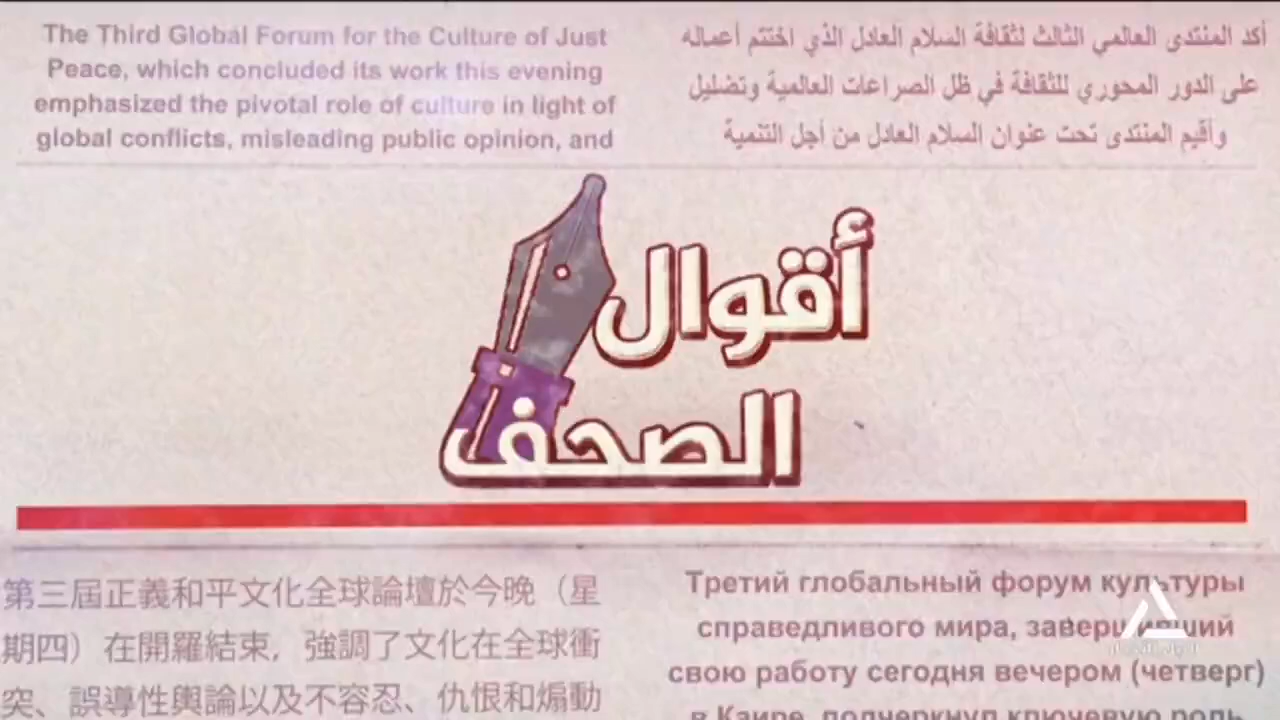 The Third Global Forum for the Culture of Just
Peace, which concluded its work this evening
emphasized the pivotal role of culture in light of
global conflicts, misleading public opinion, and
أكد المنتدى العالمي الثالث لثقافة السلام العادل الذي اختتم أعماله
على الدور المحوري للثقافة في ظل الصراعات العالمية وتضليل
وأقيم المنتدى تحت عنوان السلام العادل من أجل التنمية
أقوال
الصحف
第三屆正義和平文化全球論壇於今晚（星
期四）在開羅結束，強調了文化在全球衝
突、誤導性輿論以及不容忍、仇恨和煽動
Третий глобальный форум культуры
справедливого мира, завершивший
свою работу сегодня вечером (четверг)
в Каире, подчеркнул ключевую роль